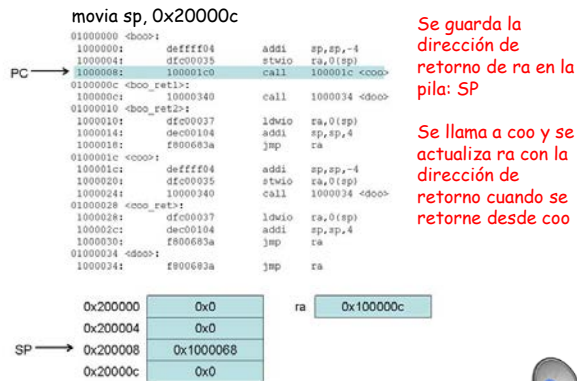 movia sp, 0x20000c
01000000 <boo>:
1000000: deffff04 addi sp,sp,-4
1000004: dfc00035 stwio ra,0(sp)
PC 1000008: 100001c0 call 100001c <coo>
0100000c <boo_ret1>:
100000c: 10000340 call 1000034 <doo>
01000010 <boo_ret2>:
1000010: dfc00037 ldwio ra,0(sp)
1000014: dec00104 addi sp,sp,4
1000018: f800683a jmp ra
0100001c <coo>:
100001c: deffff04 addi sp,sp,-4
1000020: dfc00035 stwio ra,0(sp)
1000024: 10000340 call 1000034 <doo>
01000028 <coo_ret>:
1000028: dfc00037 ldwio ra,0(sp)
100002c: dec00104 addi sp,sp,4
1000030: f800683a jmp ra
01000034 <doo>:
1000034: f800683a jmp ra
Se guarda la
dirección de
retorno de ra en la
pila: SP
Se llama a coo y se
actualiza ra con la
dirección de
retorno cuando se
retorne desde coo
0x200000 0x0
ra 0x100000c
0x200004 0x0
SP 0x200008 0x1000068
0x20000c 0x0